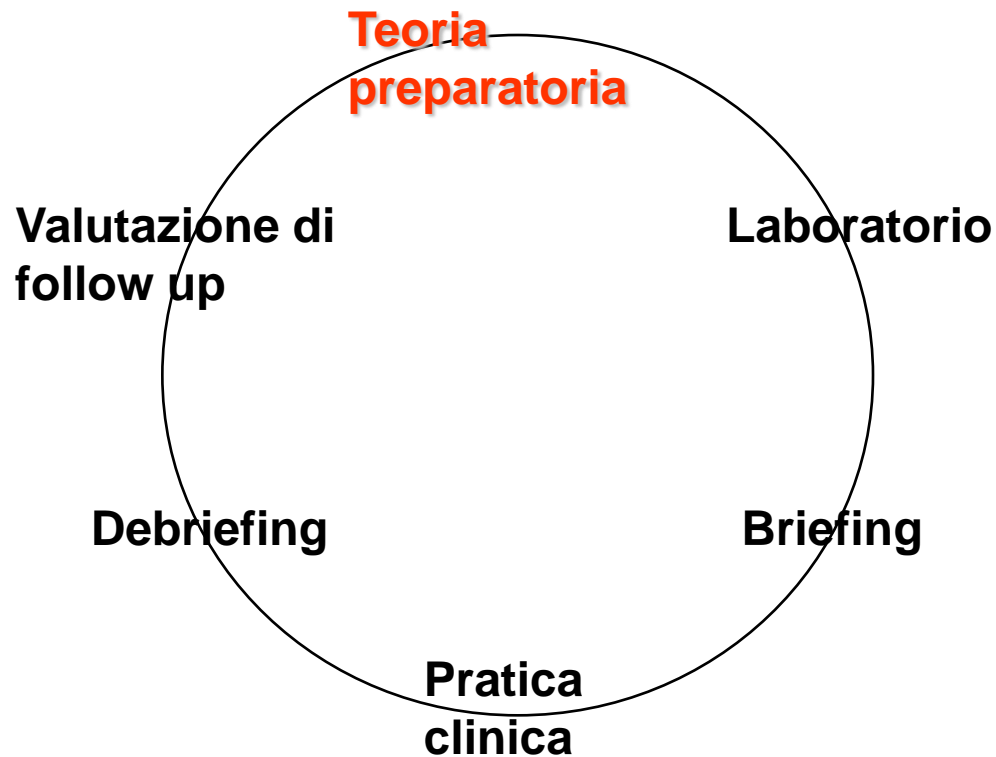 Teoria
preparatoria
Valutazione di
follow up
Laboratorio
Debriefing
Briefing
Pratica
clinica